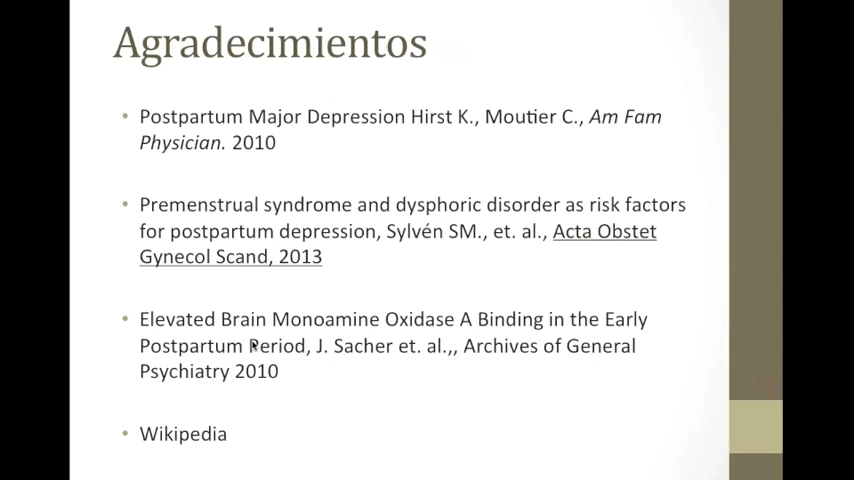 Agradecimientos
• Postpartum Major Depression Hirst K., Moutier C., Am Fam
Physician. 2010
• Premenstrual syndrome and dysphoric disorder as risk factors
for postpartum depression, Sylvén SM., et. al., Acta Obstet
Gynecol Scand, 2013
• Elevated Brain Monoamine Oxidase A Binding in the Early
Postpartum Period, J. Sacher et. al.,, Archives of General
Psychiatry 2010
• Wikipedia